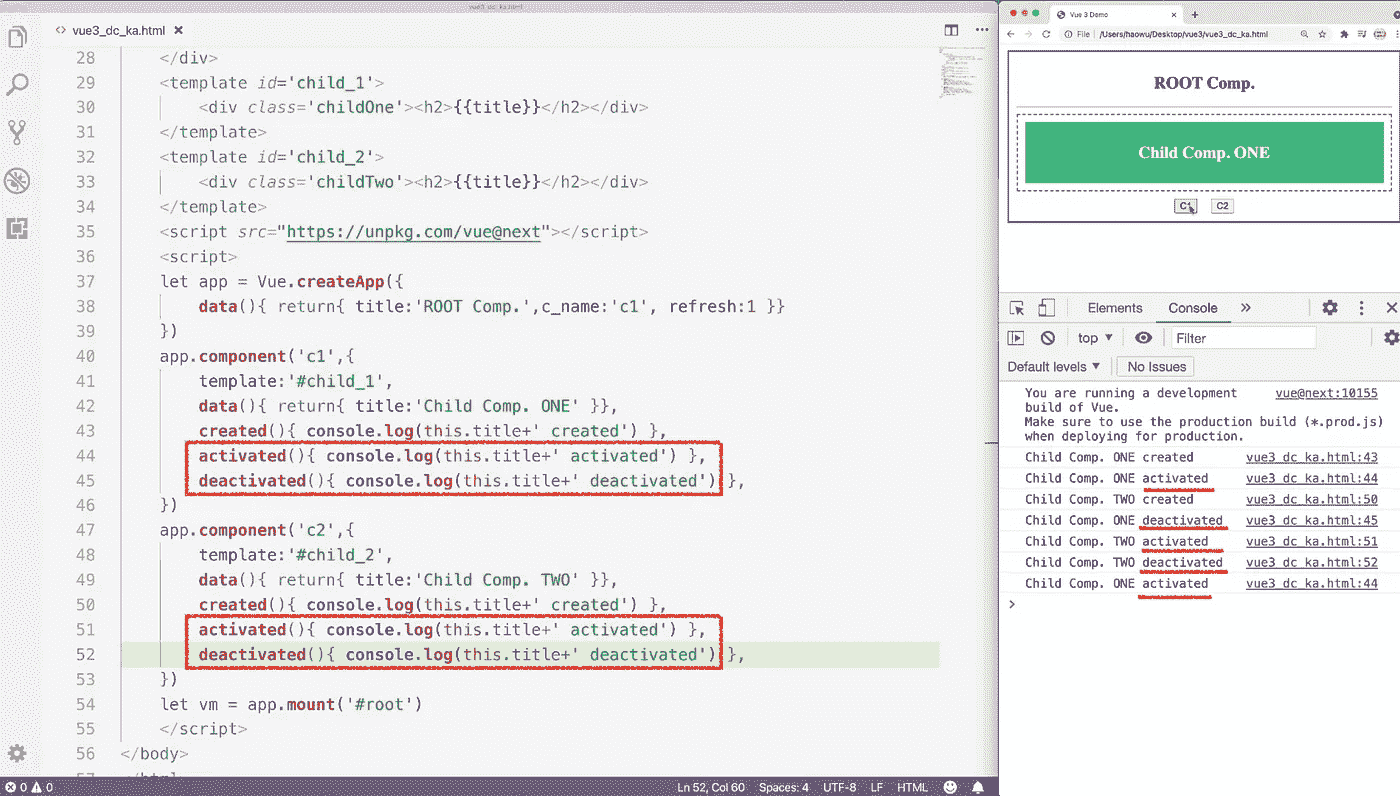 vue3_dc_ka.html
<> vue3_dc_ka.html ×
28 </div>
29 <template id='child_1'>
30 <div class='childOne'><h2>{{title}}</h2></div>
31 </template>
32 <template id='child_2'>
33 <div class='childTwo'><h2>{{title}}</h2></div>
34 </template>
35 <script src="https://unpkg.com/vue@next"></script>
36 <script>
37 let app = Vue.createApp({
38 data(){ return{ title:'ROOT Comp.',c_name:'c1', refresh:1 }}
39 })
40 app.component('c1',{
41 template:'#child_1',
42 data(){ return{ title:'Child Comp. ONE' }},
43 created(){ console.log(this.title+' created') },
44 activated(){ console.log(this.title+' activated') },
45 deactivated(){ console.log(this.title+' deactivated') },
46 })
47 app.component('c2',{
48 template:'#child_2',
49 data(){ return{ title:'Child Comp. TWO' }},
50 created(){ console.log(this.title+' created') },
51 activated(){ console.log(this.title+' activated') },
52 deactivated(){ console.log(this.title+' deactivated') },
53 })
54 let vm = app.mount('#root')
55 </script>
56 </body>
0 0
Ln 52, Col 60 Spaces: 4 UTF-8 LF HTML
Vue 3 Demo
File /Users/haowu/Desktop/vue3/vue3_dc_ka.html
ROOT Comp.
Child Comp. ONE
C1 C2
Elements Console
top Filter
Default levels No Issues
You are running a development vue@next:10155
build of Vue.
Make sure to use the production build (*.prod.js)
when deploying for production.
Child Comp. ONE created vue3_dc_ka.html:43
Child Comp. ONE activated vue3_dc_ka.html:44
Child Comp. TWO created vue3_dc_ka.html:50
Child Comp. ONE deactivated vue3_dc_ka.html:45
Child Comp. TWO activated vue3_dc_ka.html:51
Child Comp. TWO deactivated vue3_dc_ka.html:52
Child Comp. ONE activated vue3_dc_ka.html:44